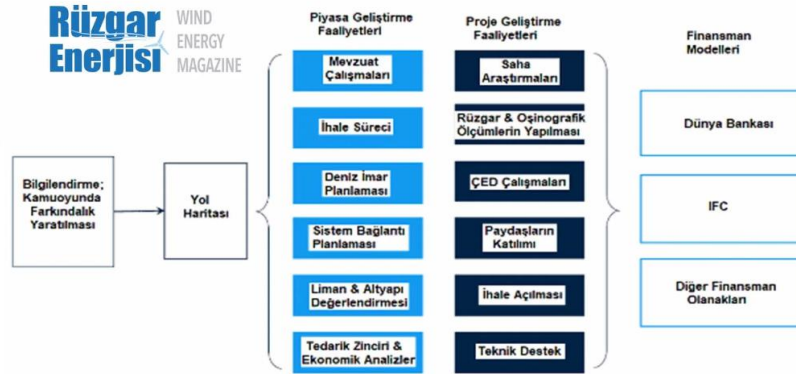 Rüzgar
Enerjisi
WIND
ENERGY
MAGAZINE
Piyasa Geliştirme
Faaliyetleri
Proje Geliştirme
Faaliyetleri
Finansman
Modelleri
Bilgilendirme;
Kamuoyunda
Farkındalık
Yaratılması
Yol
Haritası
Mevzuat
Çalışmaları
İhale Süreci
Deniz İmar
Planlaması
Sistem Bağlantı
Planlaması
Liman & Altyapı
Değerlendirmesi
Tedarik Zinciri &
Ekonomik Analizler
Saha
Araştırmaları
Rüzgar & Oşinografik
Ölçümlerin Yapılması
ÇED Çalışmaları
Paydaşların
Katılımı
İhale Açılması
Teknik Destek
Dünya Bankası
IFC
Diğer Finansman
Olanakları